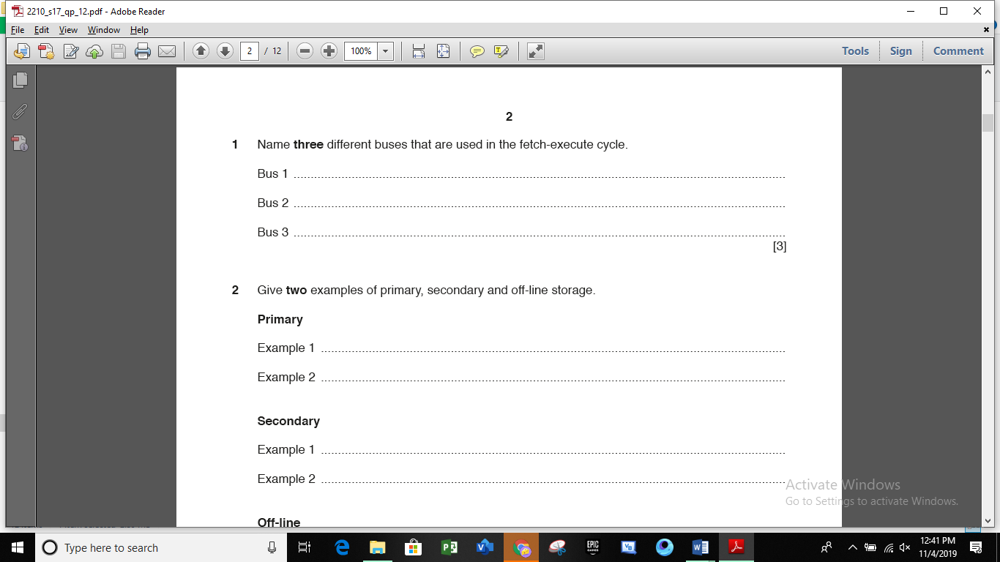 2210_s17_qp_12.pdf - Adobe Reader
File Edit View Window Help
2 / 12 100% Tools Sign Comment
2
1 Name three different buses that are used in the fetch-execute cycle.
Bus 1 ................................................................
Bus 2 ................................................................
Bus 3 ................................................................
[3]
2 Give two examples of primary, secondary and off-line storage.
Primary
Example 1 ................................................................
Example 2 ................................................................
Secondary
Example 1 ................................................................
Example 2 ................................................................
Activate Windows
Go to Settings to activate Windows.
Off-line
Type here to search
EPIC GAMES
12:41 PM
11/4/2019